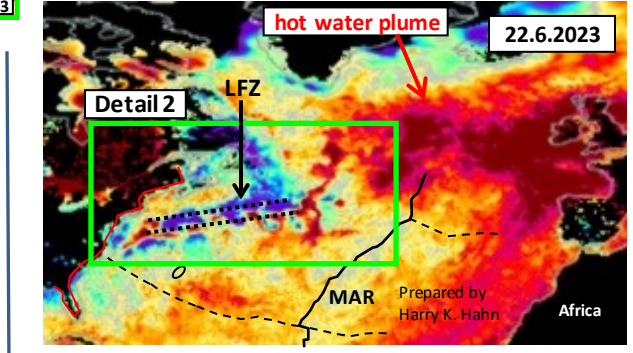 3
hot water plume
22.6.2023
LFZ
Detail 2
MAR
Prepared by
Harry K. Hahn
Africa